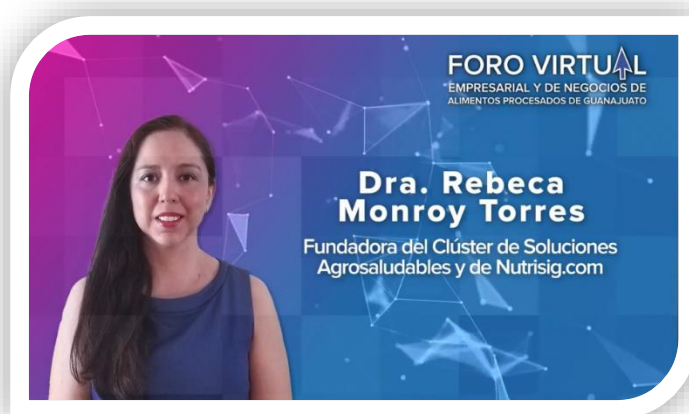 FORO VIRTUAL
EMPRESARIAL Y DE NEGOCIOS DE
ALIMENTOS PROCESADOS DE GUANAJUATO
Dra. Rebeca
Monroy Torres
Fundadora del Clúster de Soluciones
Agrosaludables y de Nutrisig.com